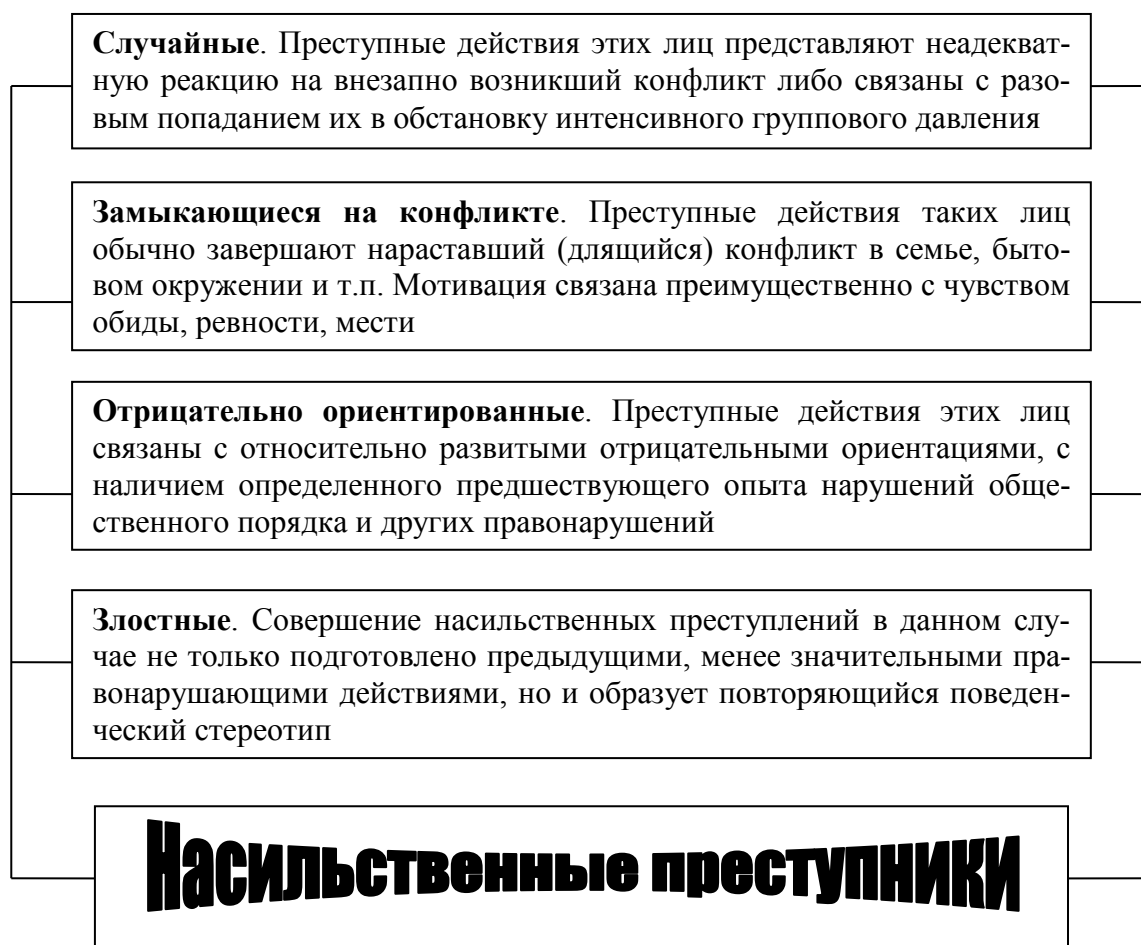 Случайные. Преступные действия этих лиц представляют неадекват-
ную реакцию на внезапно возникший конфликт либо связаны с разо-
вым попаданием их в обстановку интенсивного группового давления
Замыкающиеся на конфликте. Преступные действия таких лиц
обычно завершают нараставший (длящийся) конфликт в семье, быто-
вом окружении и т.п. Мотивация связана преимущественно с чувством
обиды, ревности, мести
Отрицательно ориентированные. Преступные действия этих лиц
связаны с относительно развитыми отрицательными ориентациями, с
наличием определенного предшествующего опыта нарушений обще-
ственного порядка и других правонарушений
Злостные. Совершение насильственных преступлений в данном слу-
чае не только подготовлено предыдущими, менее значительными пра-
вонарушающими действиями, но и образует повторяющийся поведен-
ческий стереотип
Насильственные преступники